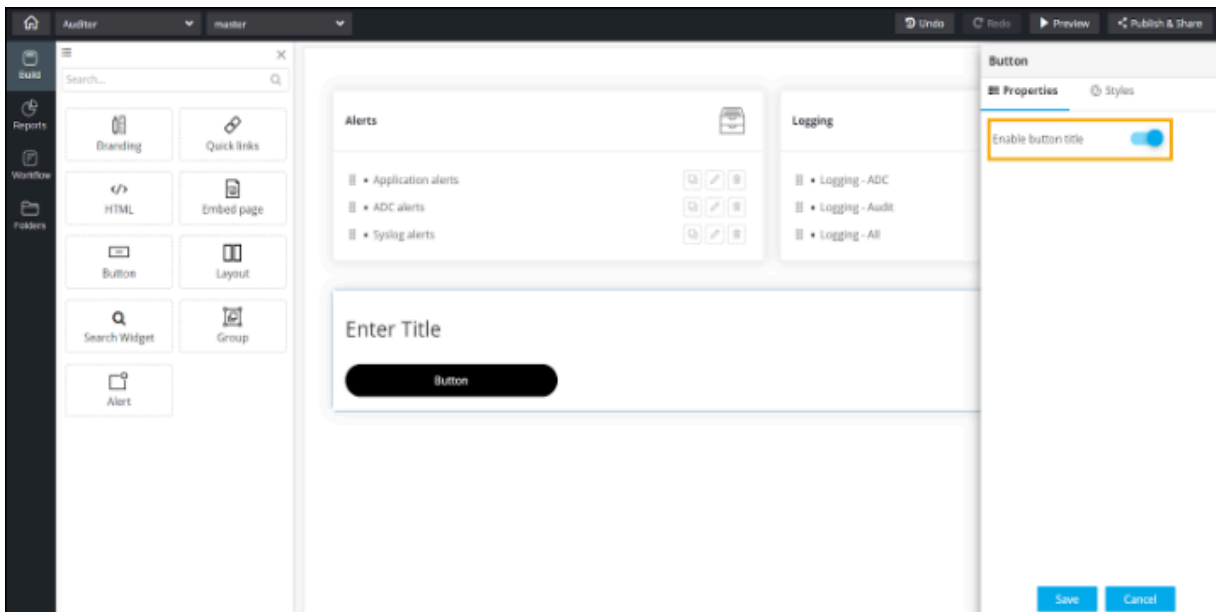 Auditor
master
Undo
Redo
Preview
Publish & Share
Build
Reports
Workflow
Folders
Search...
Branding
Quick links
</>
HTML
Embed page
Button
Layout
Search Widget
Group
Alert
Alerts
• Application alerts
• ADC alerts
• Syslog alerts
Logging
• Logging - ADC
• Logging - Audit
• Logging - All
Enter Title
Button
Button
Properties
Styles
Enable button title
Save
Cancel